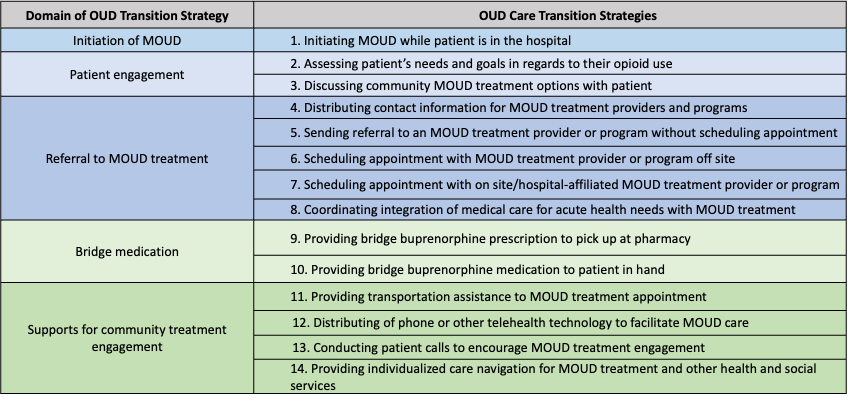 Domain of OUD Transition Strategy
OUD Care Transition Strategies
Initiation of MOUD
1. Initiating MOUD while patient is in the hospital
Patient engagement
2. Assessing patient's needs and goals in regards to their opioid use
3. Discussing community MOUD treatment options with patient
Referral to MOUD treatment
4. Distributing contact information for MOUD treatment providers and programs
5. Sending referral to an MOUD treatment provider or program without scheduling appointment
6. Scheduling appointment with MOUD treatment provider or program off site
7. Scheduling appointment with on site/hospital-affiliated MOUD treatment provider or program
8. Coordinating integration of medical care for acute health needs with MOUD treatment
Bridge medication
9. Providing bridge buprenorphine prescription to pick up at pharmacy
10. Providing bridge buprenorphine medication to patient in hand
Supports for community treatment
engagement
11. Providing transportation assistance to MOUD treatment appointment
12. Distributing of phone or other telehealth technology to facilitate MOUD care
13. Conducting patient calls to encourage MOUD treatment engagement
14. Providing individualized care navigation for MOUD treatment and other health and social
services